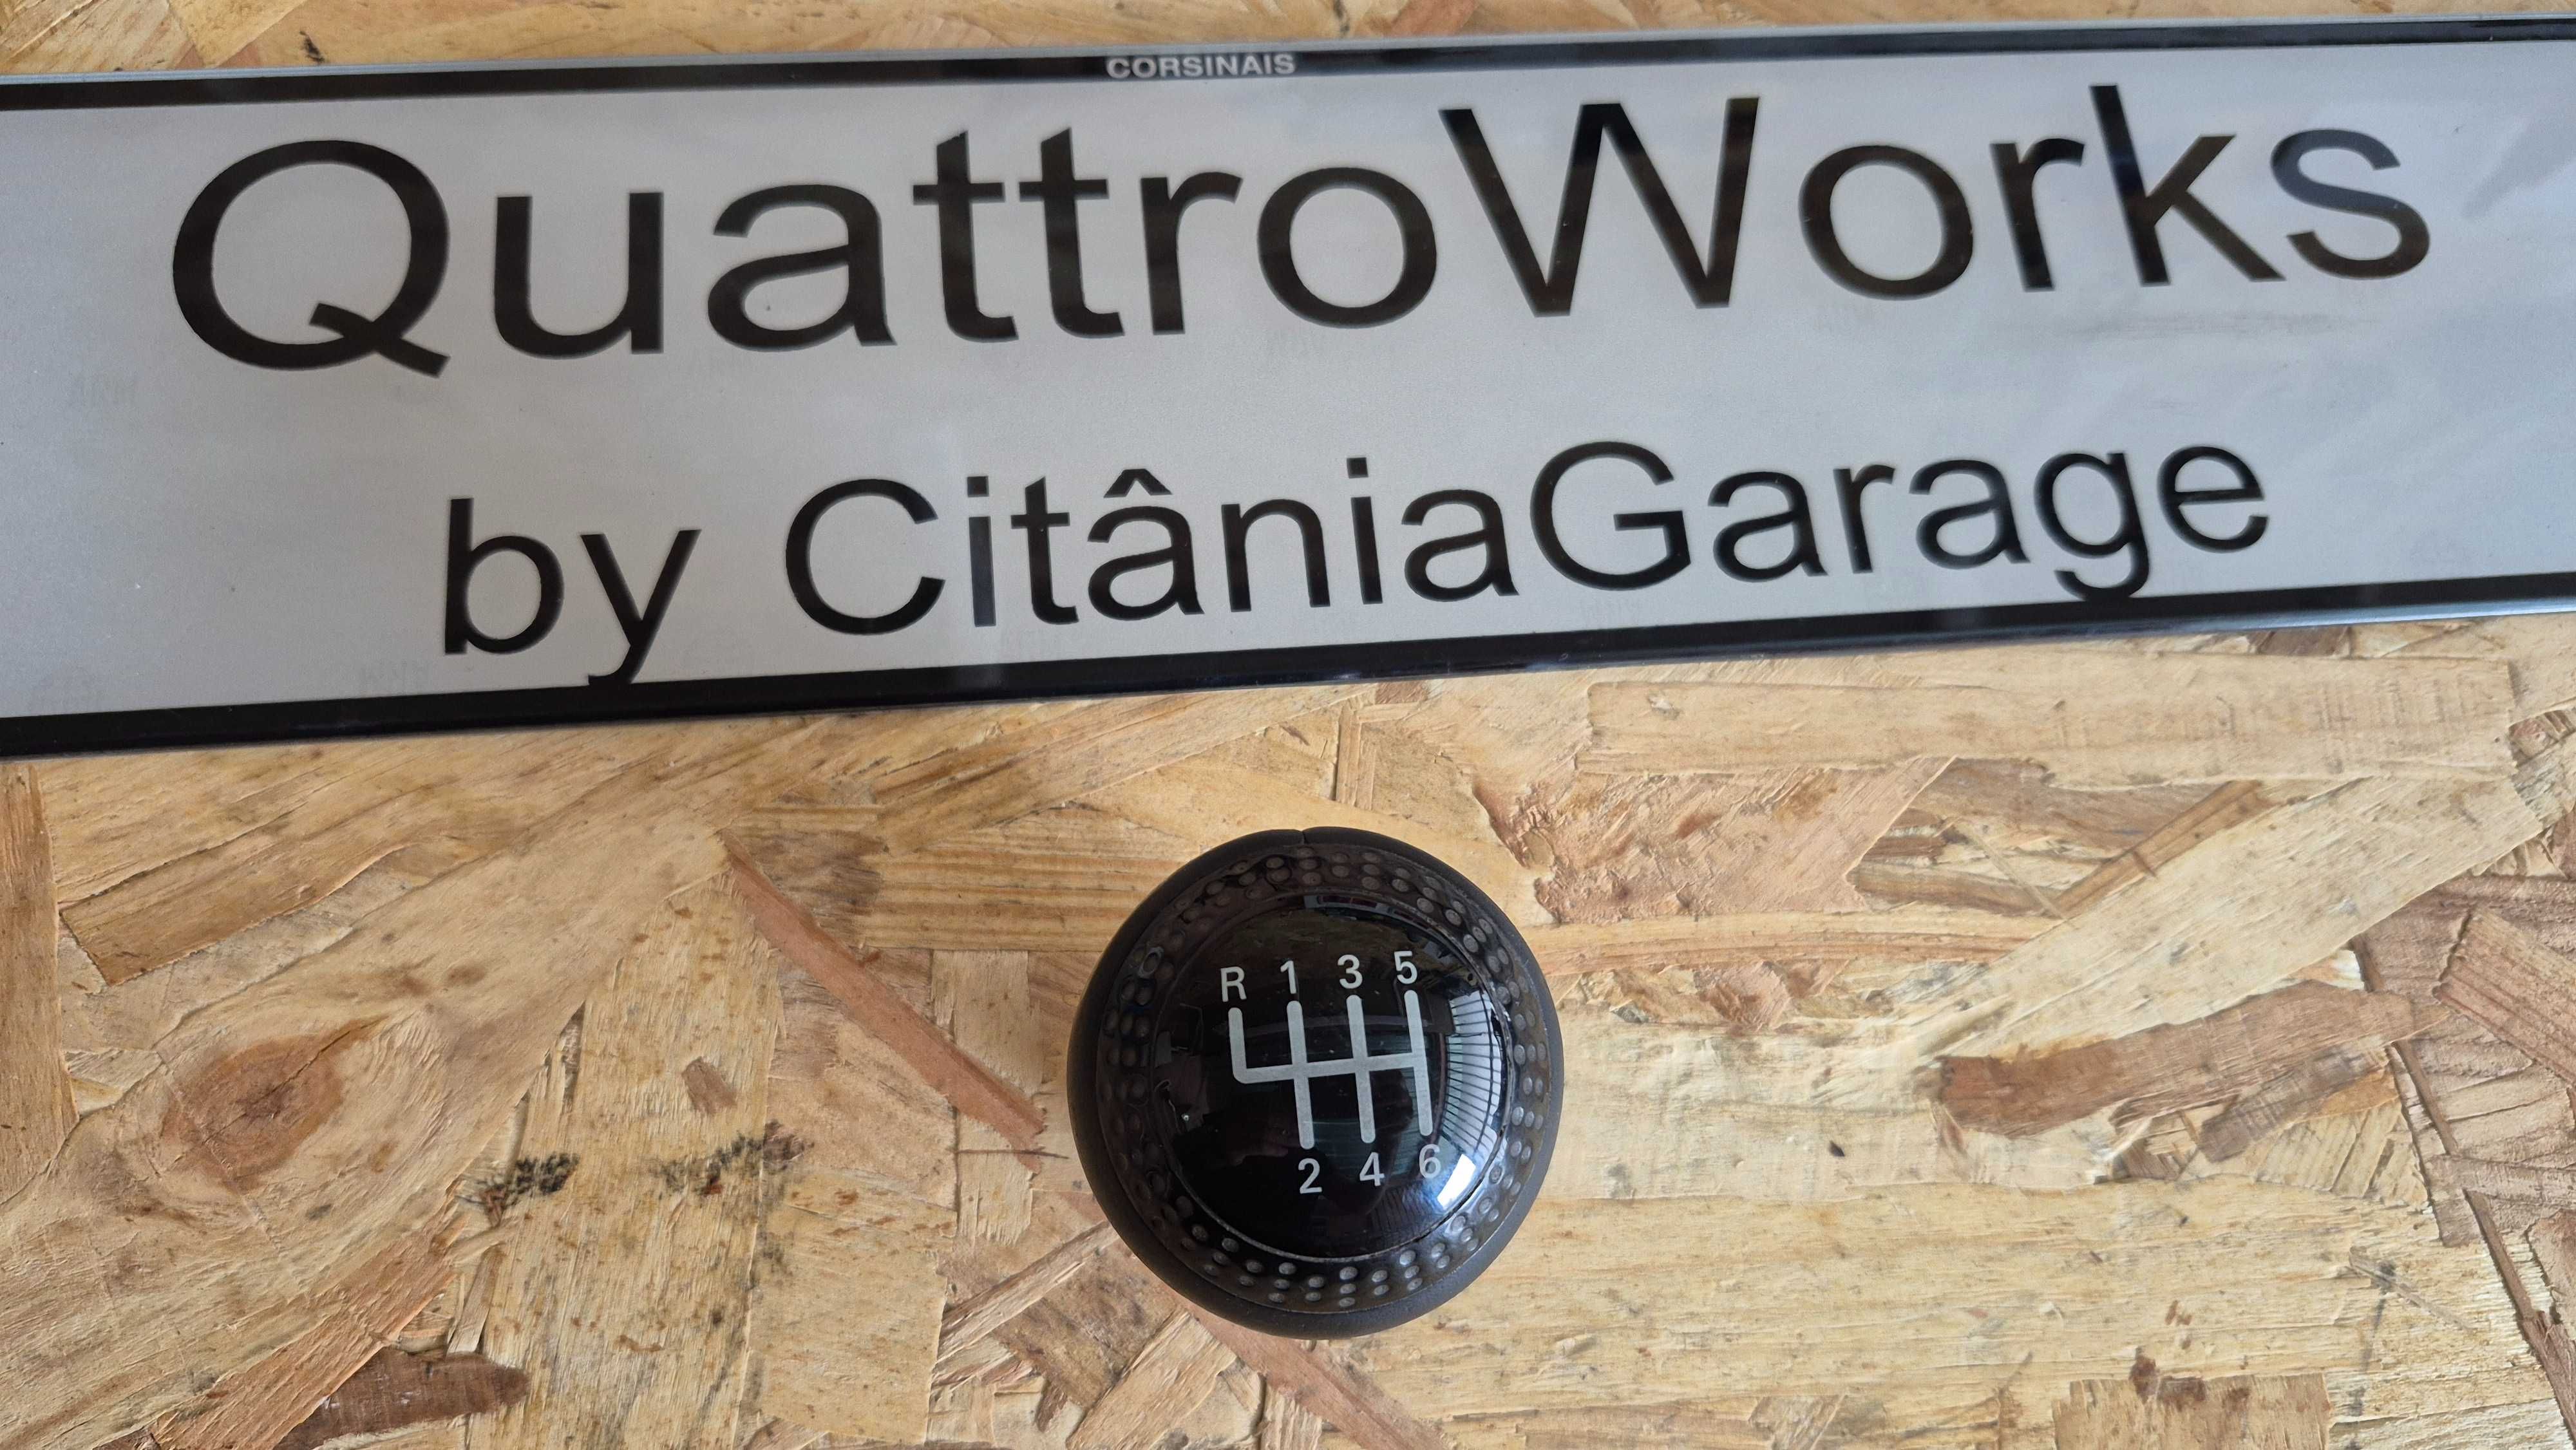 CORSINAIS
QuattroWorks
by CitâniaGarage
R 1 3 5
2 4 6